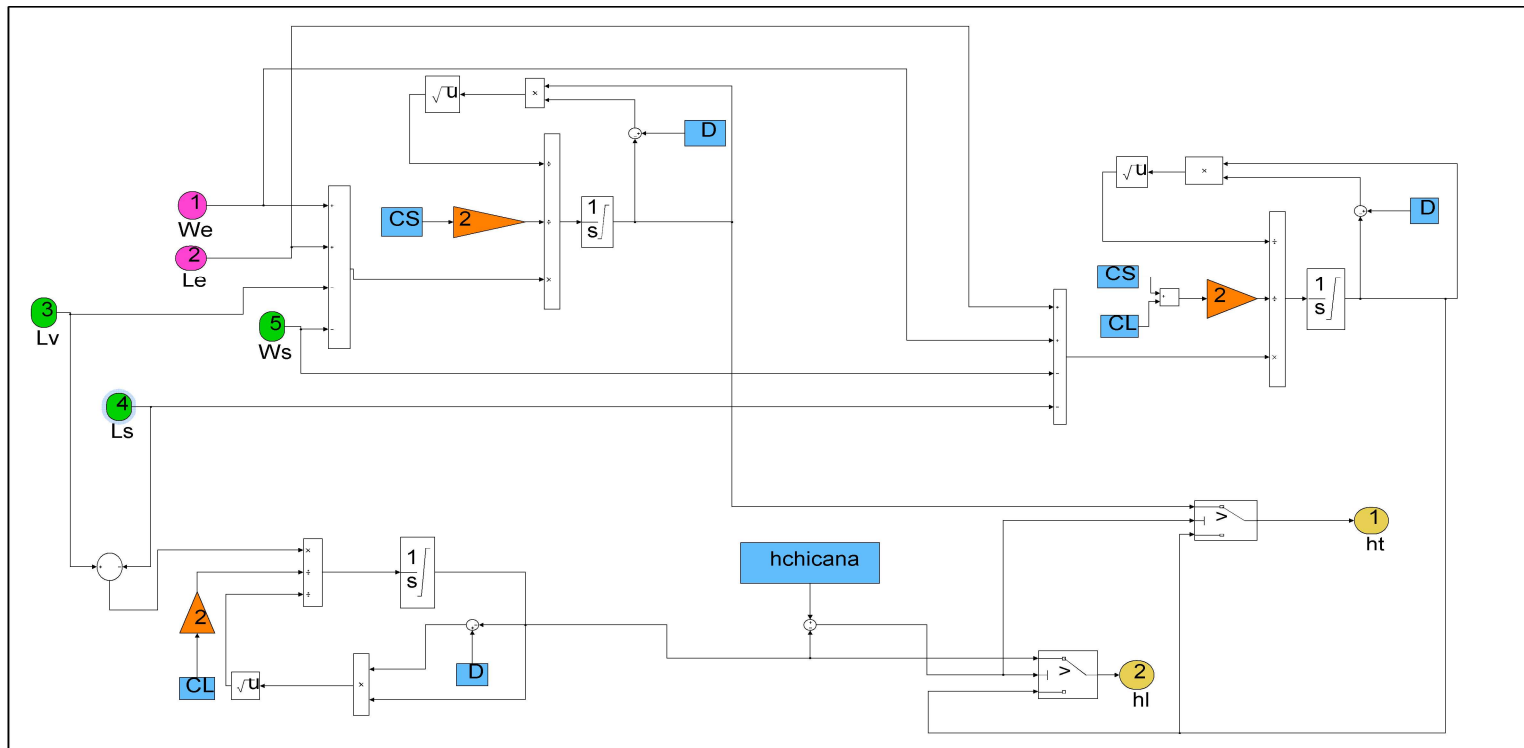 √u
×
D
1
We
÷
+
CS
2
÷
1
s
2
Le
+
×
3
Lv
−
5
Ws
−
√u
×
D
÷
CS
CL
2
÷
1
s
×
+
+
−
−
4
Ls
>
1
ht
hchicana
×
÷
÷
1
s
2
CL
√u
×
D
>
2
hl